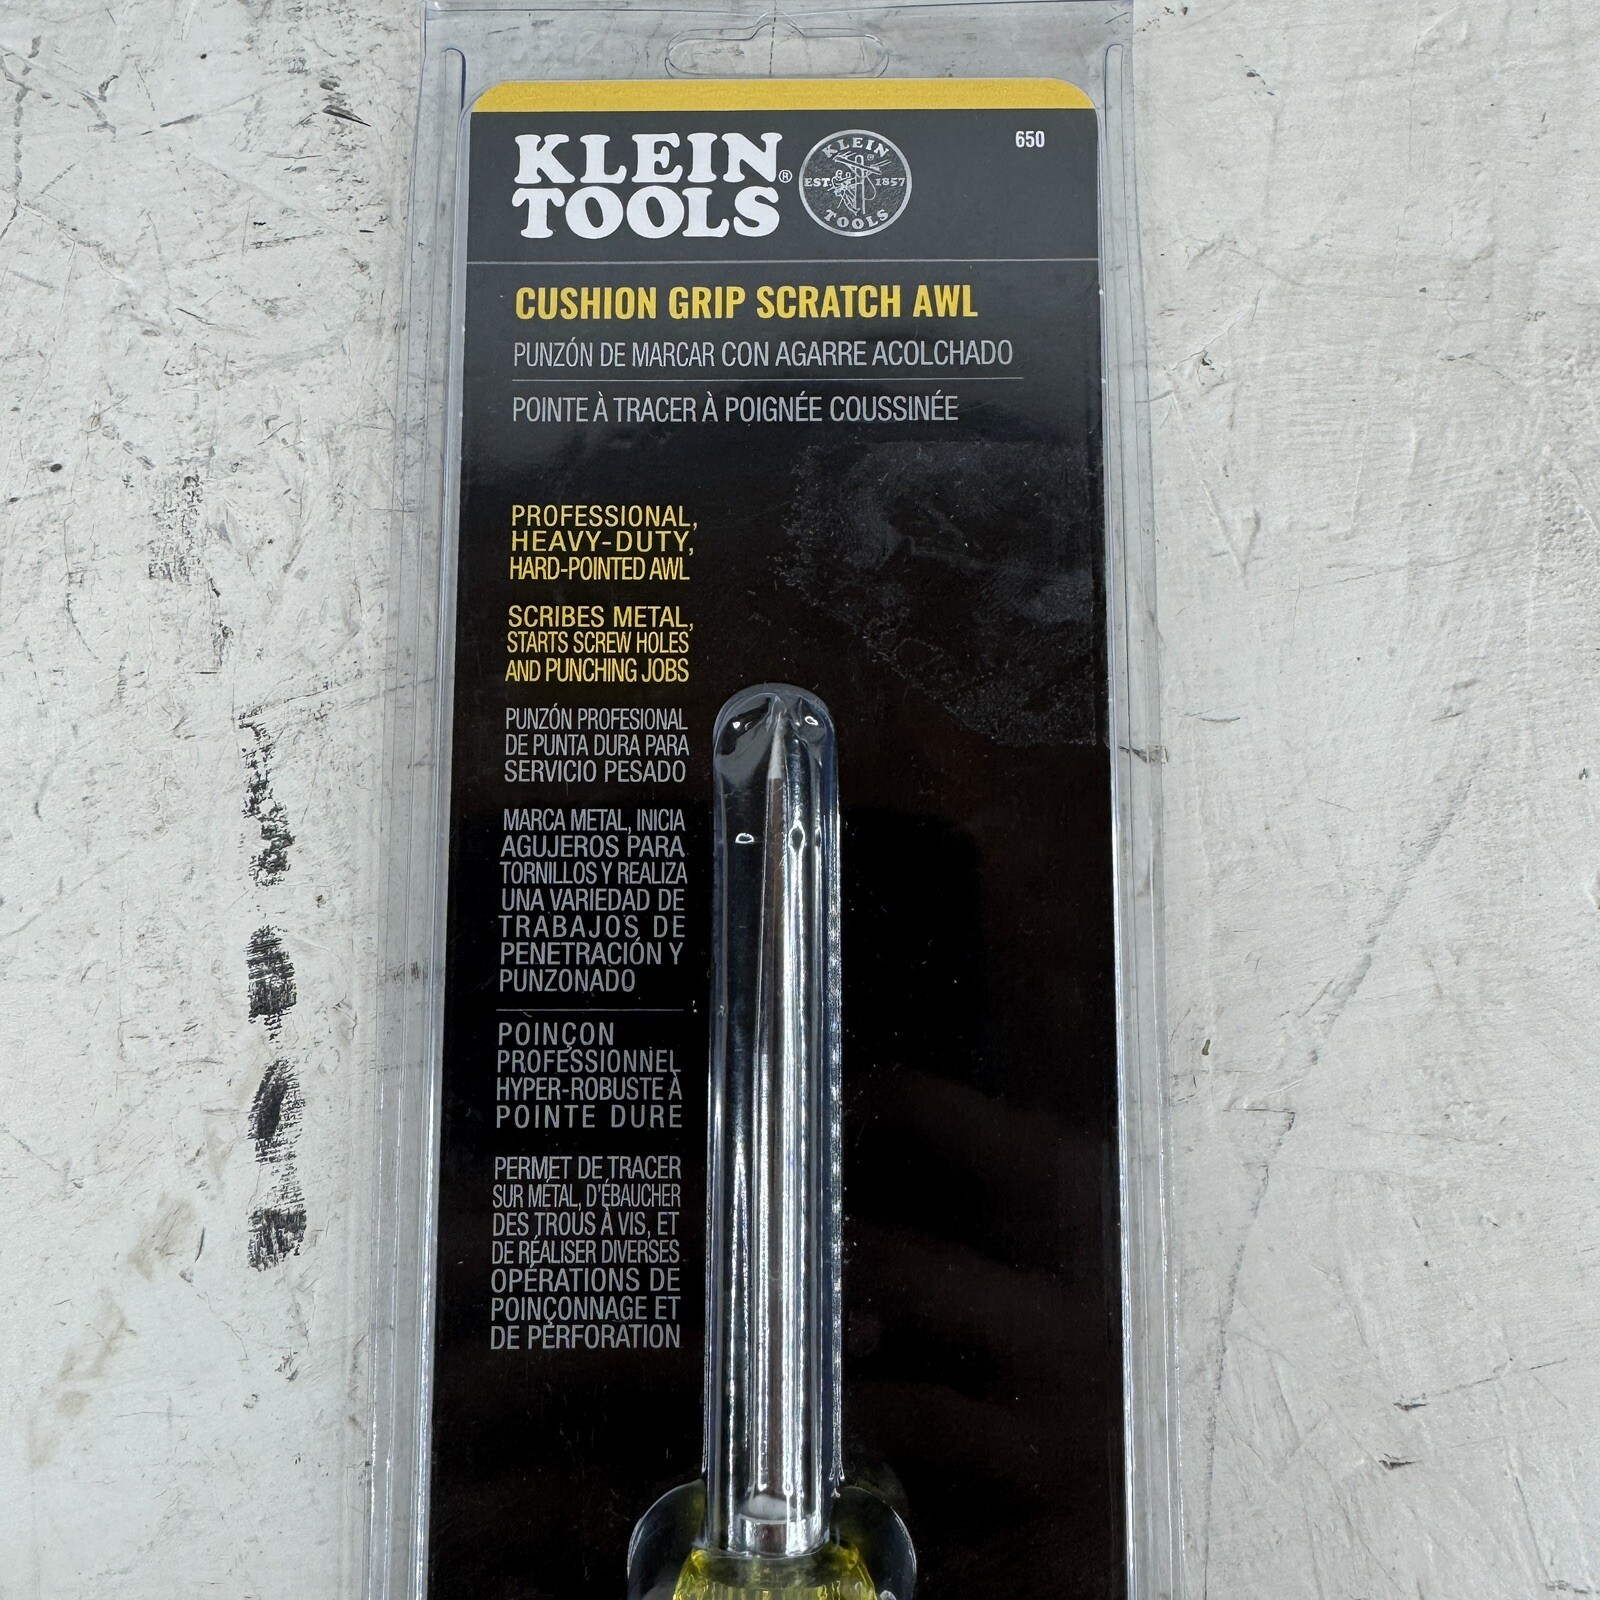 KLEIN
TOOLS®
KLEIN
EST. 1857
TOOLS
650
CUSHION GRIP SCRATCH AWL
PUNZÓN DE MARCAR CON AGARRE ACOLCHADO
POINTE À TRACER À POIGNÉE COUSSINÉE
PROFESSIONAL,
HEAVY-DUTY,
HARD-POINTED AWL
SCRIBES METAL,
STARTS SCREW HOLES
AND PUNCHING JOBS
PUNZÓN PROFESIONAL
DE PUNTA DURA PARA
SERVICIO PESADO
MARCA METAL, INICIA
AGUJEROS PARA
TORNILLOS Y REALIZA
UNA VARIEDAD DE
TRABAJOS DE
PENETRACIÓN Y
PUNZONADO
POINÇON
PROFESSIONNEL
HYPER-ROBUSTE À
POINTE DURE
PERMET DE TRACER
SUR MÉTAL, D'ÉBAUCHER
DES TROUS À VIS, ET
DE RÉALISER DIVERSES
OPÉRATIONS DE
POINÇONNAGE ET
DE PERFORATION